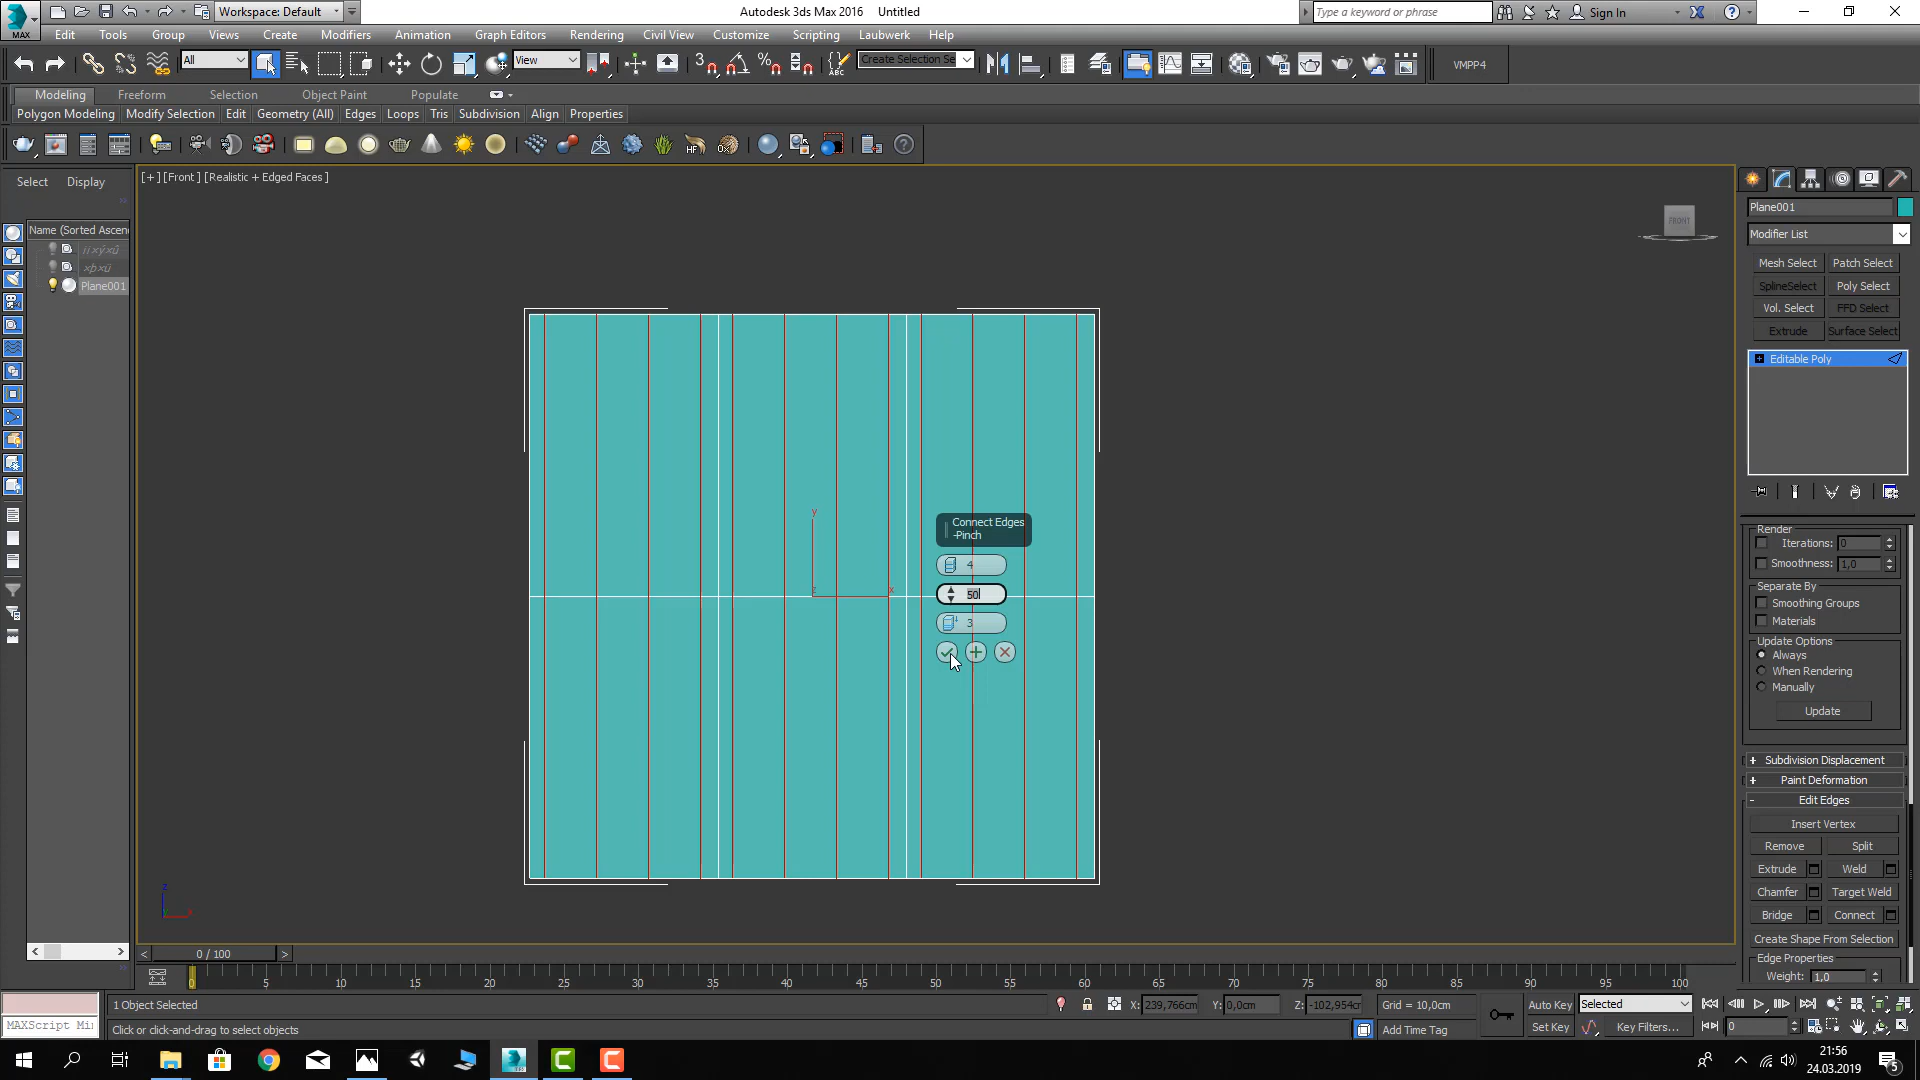 Workspace: Default
Autodesk 3ds Max 2016    Untitled
Type a keyword or phrase
Sign In
MAX
Edit Tools Group Views Create Modifiers Animation Graph Editors Rendering Civil View Customize Scripting Laubwerk Help
All
View
Create Selection Se
VMPP4
Modeling Freeform Selection Object Paint Populate
Polygon Modeling Modify Selection Edit Geometry (All) Edges Loops Tris Subdivision Align Properties
Select Display
[+] [Front ] [Realistic + Edged Faces ]
Name (Sorted Ascen
Plane001
FRONT
Plane001
Modifier List
Mesh Select Patch Select
SplineSelect Poly Select
Vol. Select FFD Select
Extrude Surface Select
Editable Poly
Connect Edges
-Pinch
4
50
3
y
x
z
Render
Iterations: 0
Smoothness: 1,0
Separate By
Smoothing Groups
Materials
Update Options
Always
When Rendering
Manually
Update
+ Subdivision Displacement
+ Paint Deformation
- Edit Edges
Insert Vertex
Remove Split
Extrude Weld
Chamfer Target Weld
Bridge Connect
Create Shape From Selection
Edge Properties
Weight: 1,0
0 / 100
0 5 10 15 20 25 30 35 40 45 50 55 60 65 70 75 80 85 90 95 100
1 Object Selected
X: 239,766cm Y: 0,0cm Z: -102,954cm
Grid = 10,0cm
Auto Key Selected
MAXScript Mi
Click or click-and-drag to select objects
Add Time Tag
Set Key Key Filters...
0
21:56
24.03.2019
5